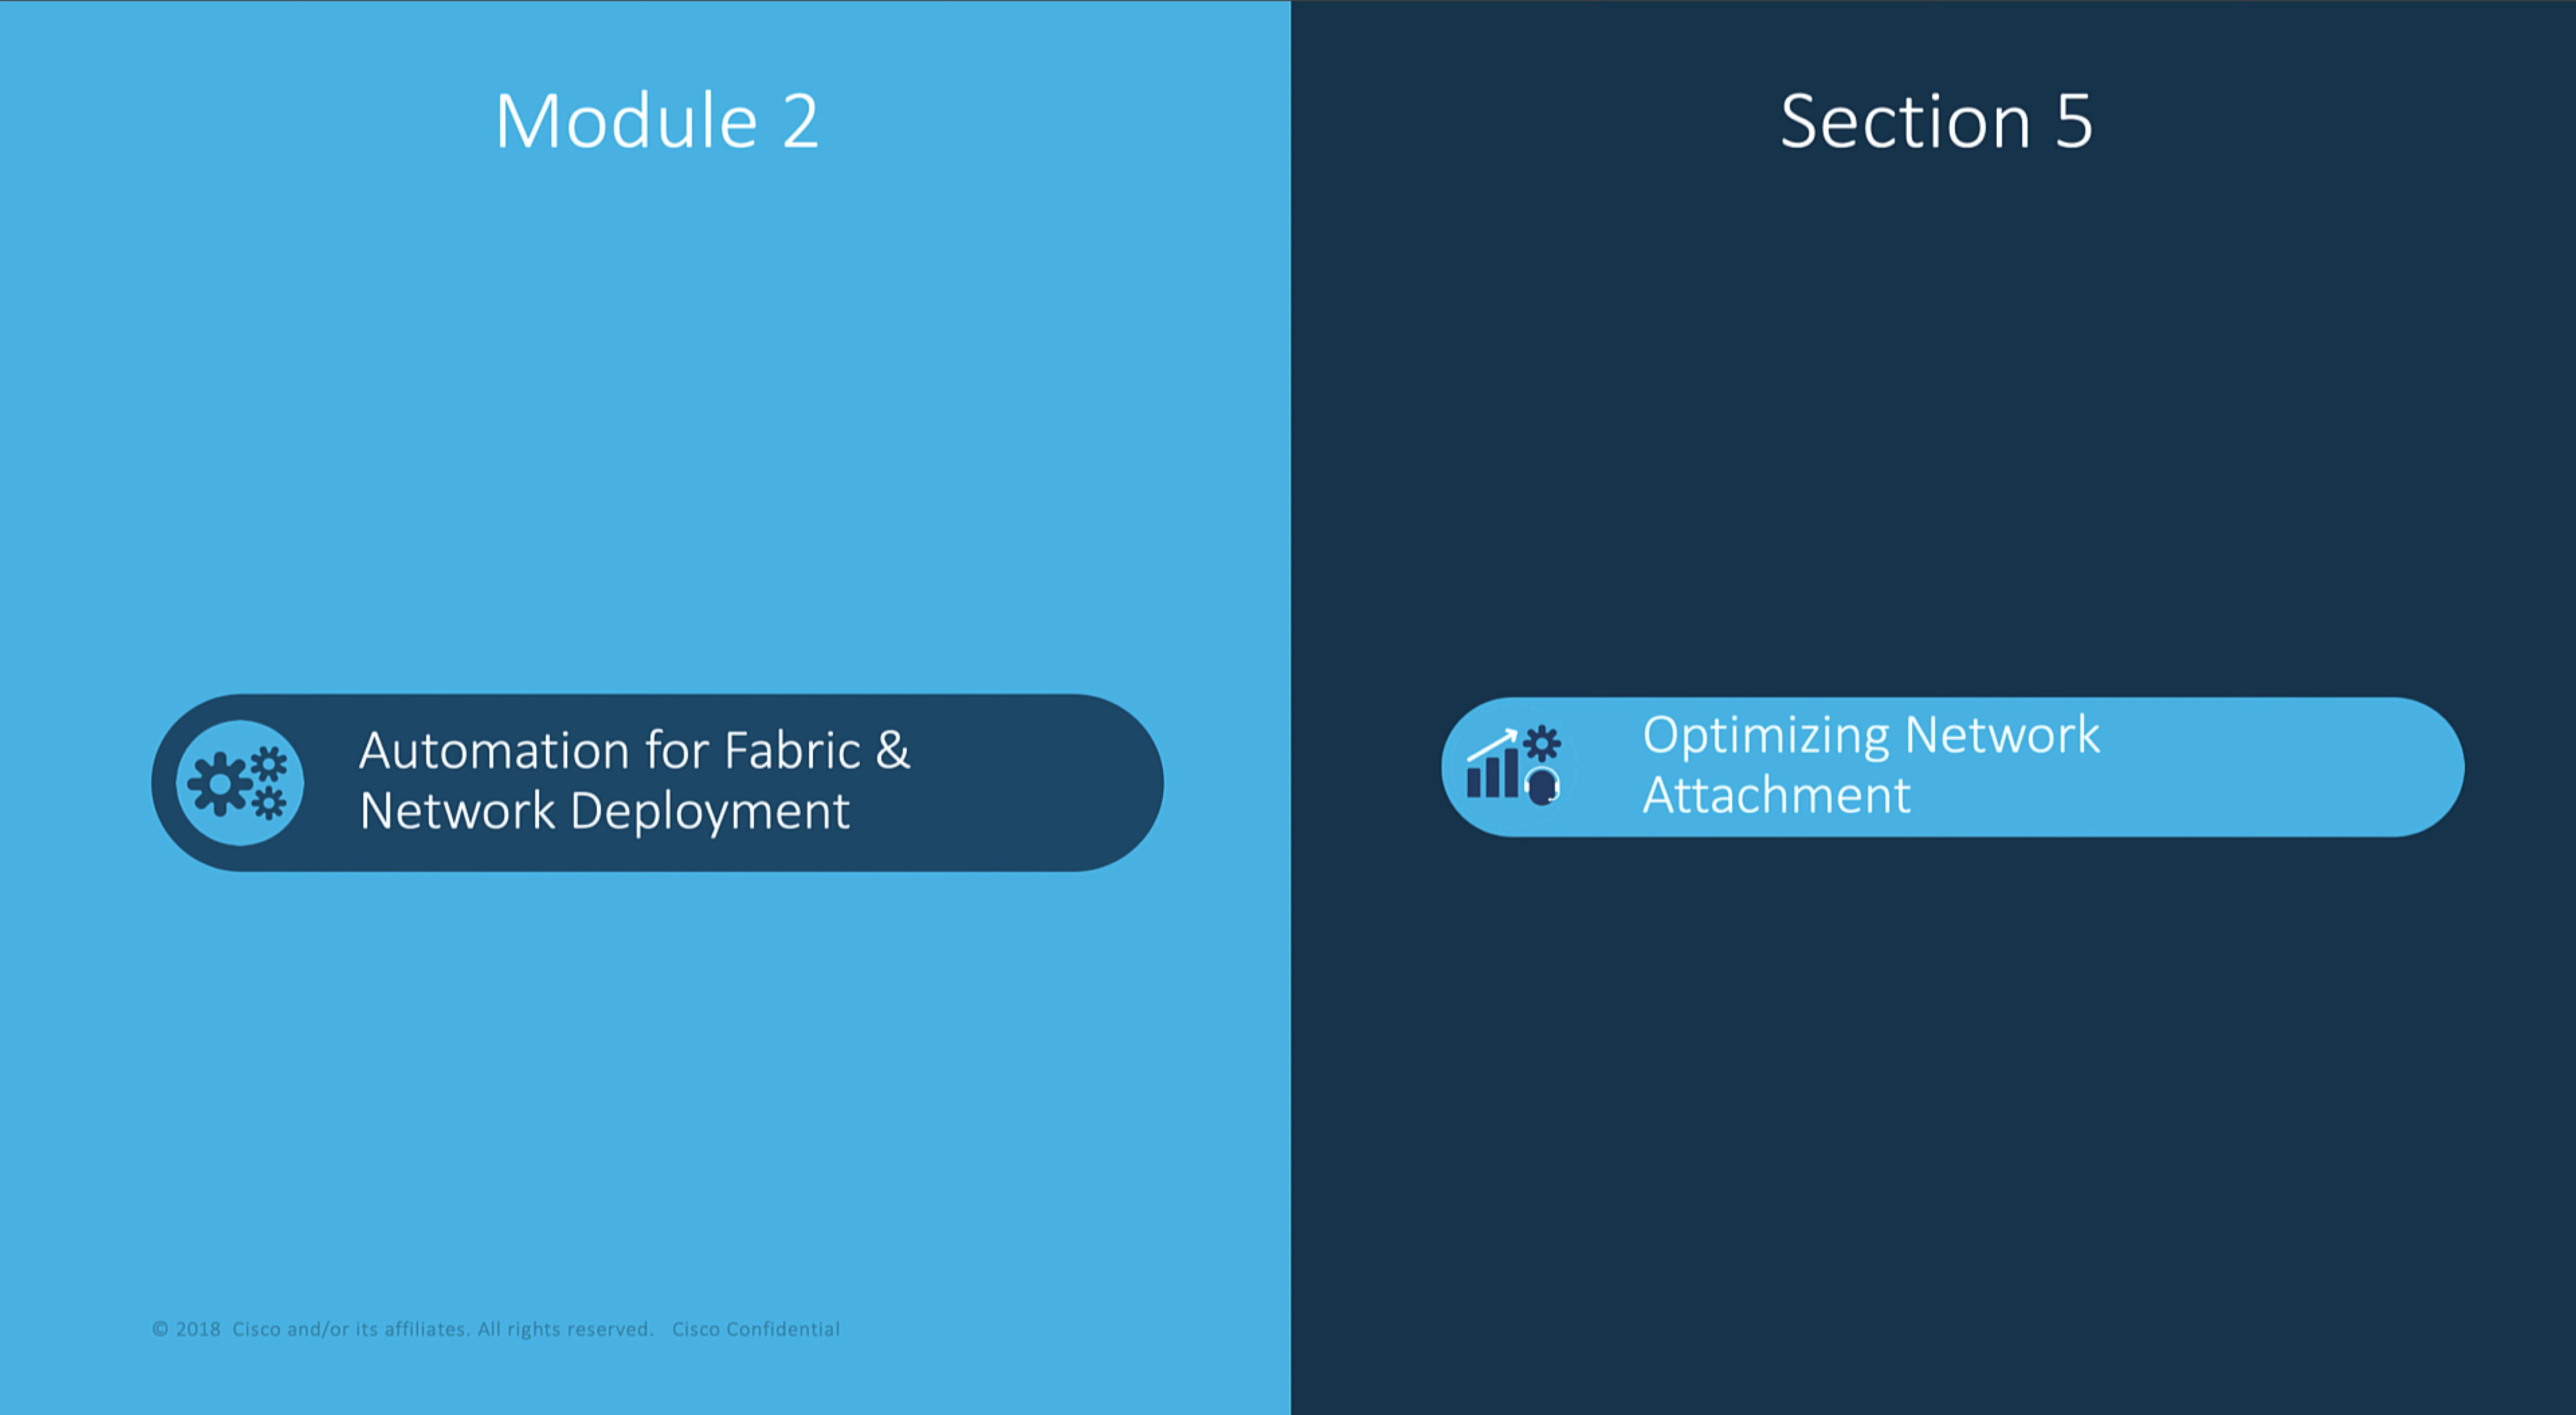 Module 2
Automation for Fabric &
Network Deployment
© 2018 Cisco and/or its affiliates. All rights reserved. Cisco Confidential
Section 5
Optimizing Network
Attachment